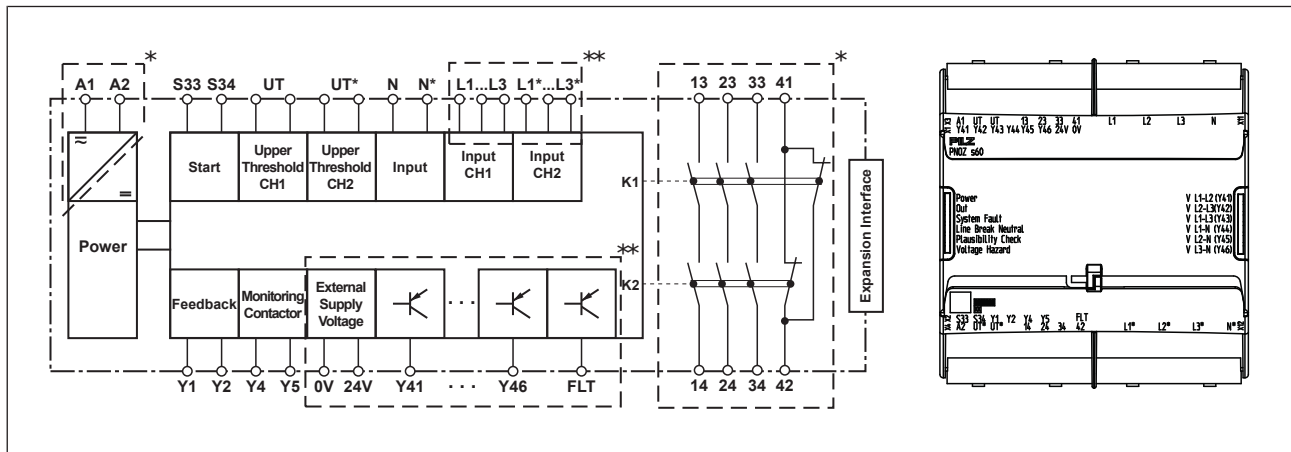 * ** *
A1 A2 S33 S34 UT UT* N N* L1...L3 L1*...L3* 13 23 33 41
Start
Upper Threshold CH1
Upper Threshold CH2
Input
Input CH1
Input CH2
K1
Power
**
Feedback
Monitoring Contactor
External Supply Voltage
. . .
K2
Y1 Y2 Y4 Y5 0V 24V Y41 . . . Y46 FLT 14 24 34 42
Expansion Interface
X1 X3 A1 UT UT 13 23 33 41 L1 L2 L3 N X11
Y41 Y42 Y43 Y44 Y45 Y46 24V 0V
PILZ
PNOZ s60
Power V L1-L2 (Y41)
Out V L2-L3(Y42)
System Fault V L1-L3(Y43)
Line Break Neutral V L1-N (Y44)
Plausibility Check V L2-N (Y45)
Voltage Hazard V L3-N (Y46)
X4 X2 S33 S34 Y1 Y2 Y4 Y5 FLT
A2 UT* UT* 14 24 34 42 L1* L2* L3* N* X12